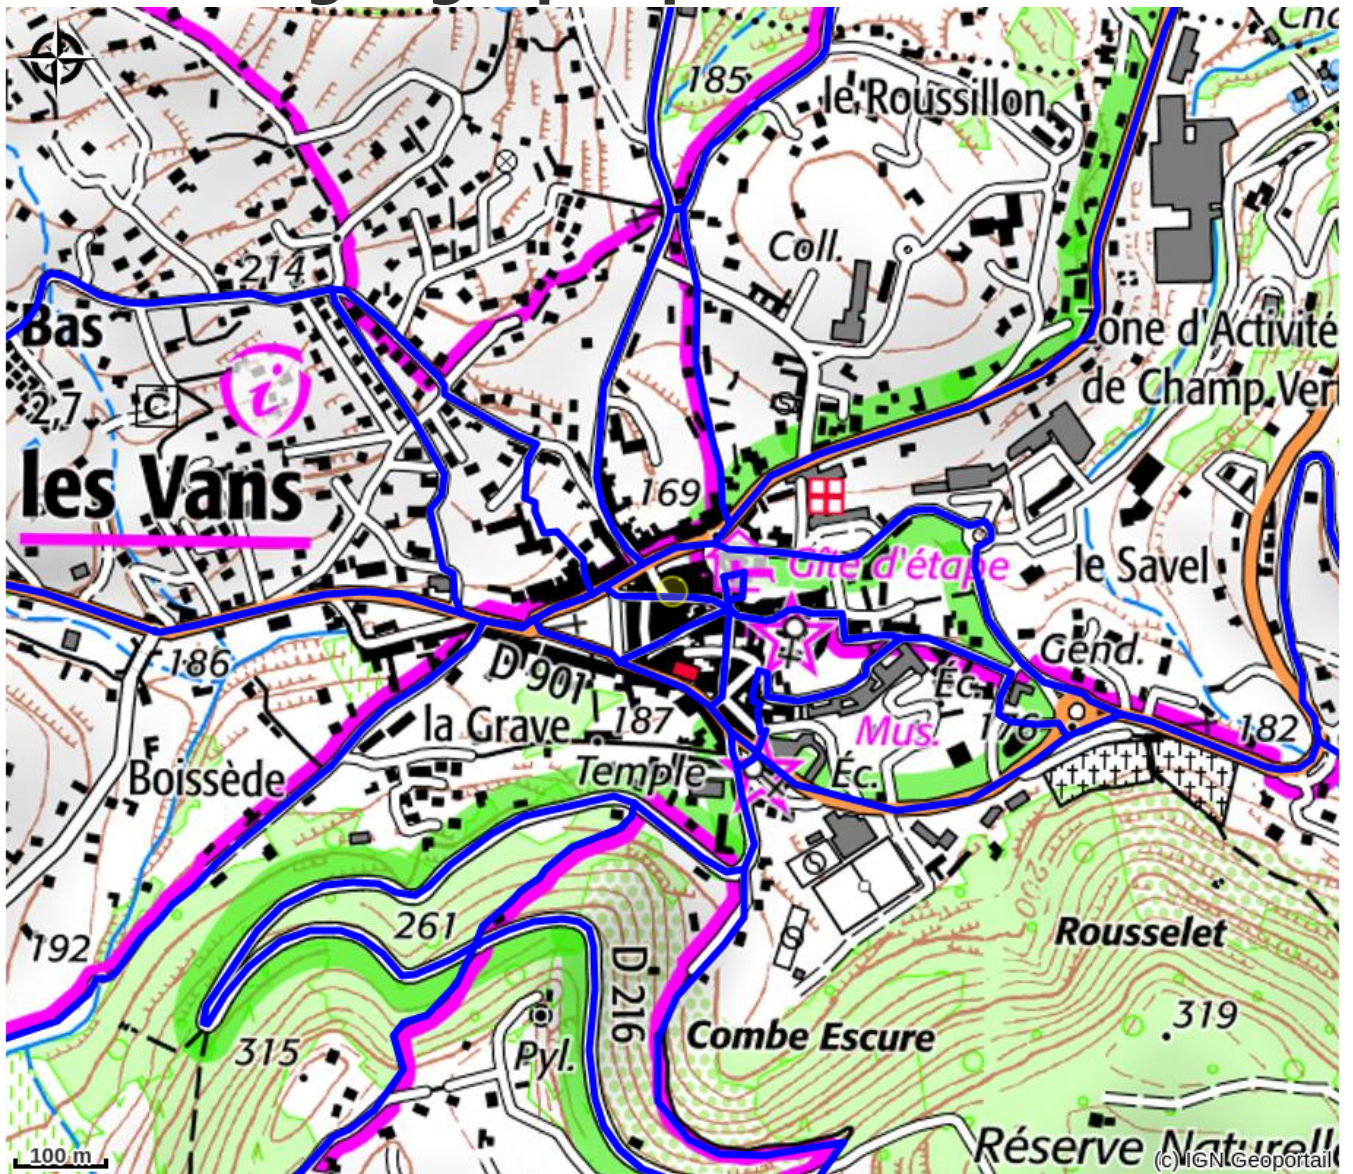 185
le Roussillon
Coll.
214
Bas
Zone d'Activité
de Champ Vert
C
2,7
S
les Vans
169
Gîte d'étape
le Savel
186
Gend.
D 901
Éc.
la Grave
187
Mus.
176
182
Boissède
Temple
Éc.
261
192
Rousselet
D 216
319
315
Pyl.
Combe Escure
Réserve Naturelle
100 m
(c) IGN Geoportail